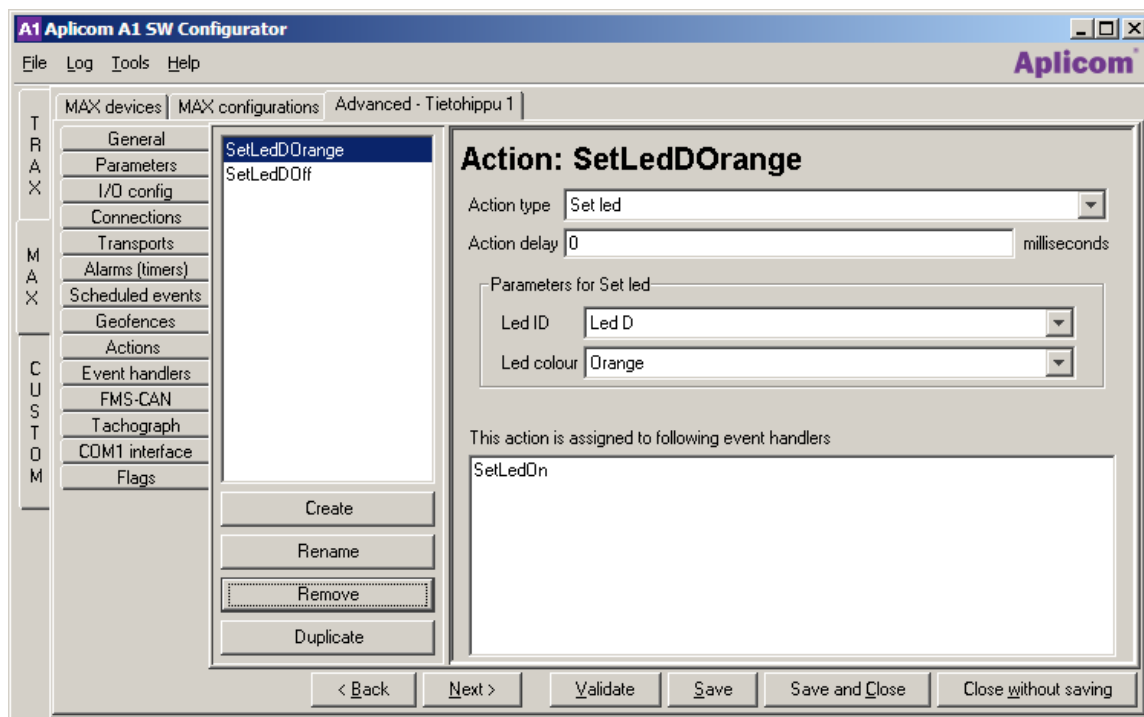 A1 Aplicom A1 SW Configurator
File Log Tools Help
Aplicom
TRAX
MAX
CUSTOM
MAX devices
MAX configurations
Advanced - Tietohippu 1
General
Parameters
I/O config
Connections
Transports
Alarms (timers)
Scheduled events
Geofences
Actions
Event handlers
FMS-CAN
Tachograph
COM1 interface
Flags
SetLedDOrange
SetLedDOff
Create
Rename
Remove
Duplicate
Action: SetLedDOrange
Action type Set led
Action delay 0 milliseconds
Parameters for Set led
Led ID Led D
Led colour Orange
This action is assigned to following event handlers
SetLedOn
< Back Next > Validate Save Save and Close Close without saving